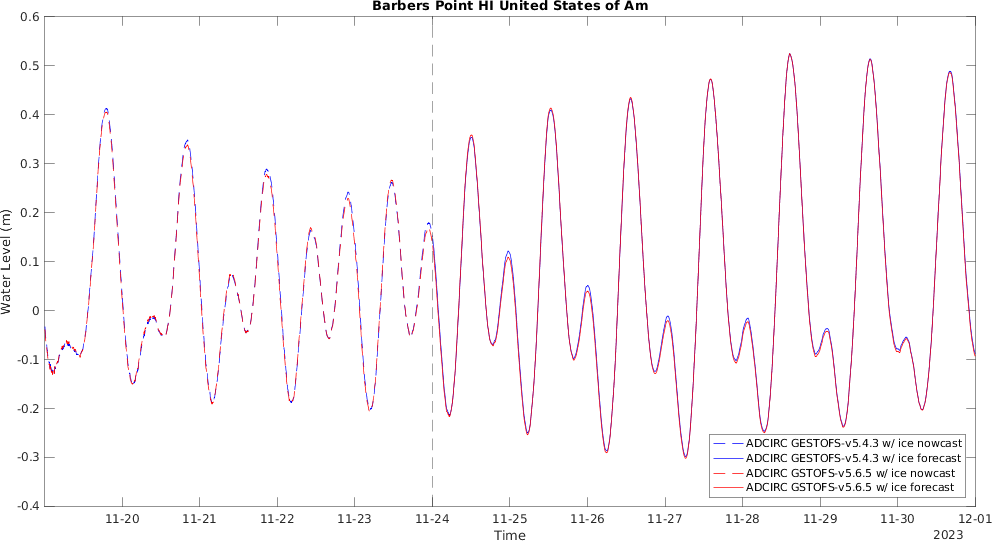 Barbers Point HI United States of Am
0.6
0.5
0.4
0.3
0.2
0.1
0
-0.1
-0.2
-0.3
-0.4
Water Level (m)
ADCIRC GESTOFS-v5.4.3 w/ ice nowcast
ADCIRC GESTOFS-v5.4.3 w/ ice forecast
ADCIRC GSTOFS-v5.6.5 w/ ice nowcast
ADCIRC GSTOFS-v5.6.5 w/ ice forecast
11-20 11-21 11-22 11-23 11-24 11-25 11-26 11-27 11-28 11-29 11-30 12-01
Time
2023